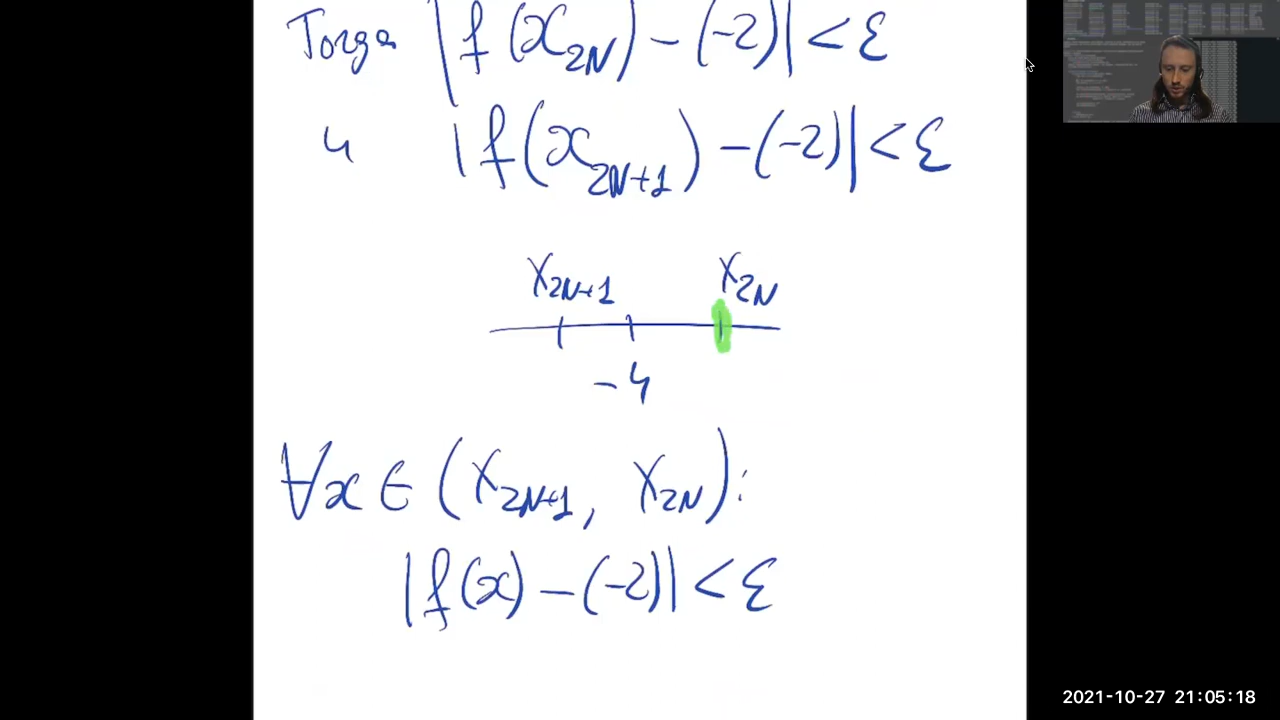 Тогда |f(x_{2N}) − (−2)| < ε
и |f(x_{2N+1}) − (−2)| < ε
x_{2N+1} x_{2N}
−4
∀x ∈ (x_{2N+1}, x_{2N}):
|f(x) − (−2)| < ε
2021-10-27 21:05:18